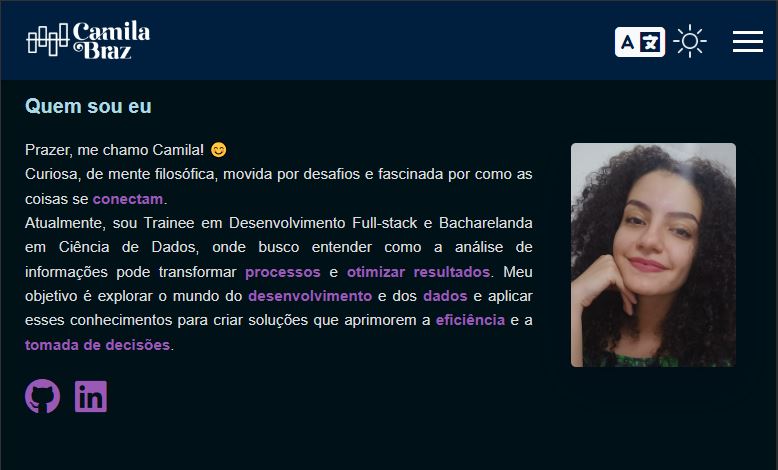 Camila
Braz
A 文
Quem sou eu
Prazer, me chamo Camila! 😊
Curiosa, de mente filosófica, movida por desafios e fascinada por como as
coisas se conectam.
Atualmente, sou Trainee em Desenvolvimento Full-stack e Bacharelanda
em Ciência de Dados, onde busco entender como a análise de
informações pode transformar processos e otimizar resultados. Meu
objetivo é explorar o mundo do desenvolvimento e dos dados e aplicar
esses conhecimentos para criar soluções que aprimorem a eficiência e a
tomada de decisões.
in